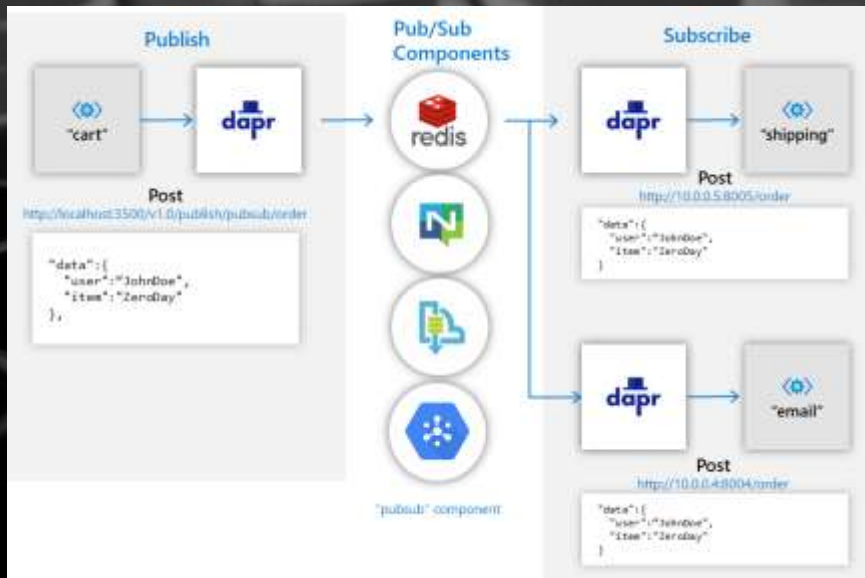 Publish
"cart"
dapr
Post
http://localhost:3500/v1.0/publish/pubsub/order
"data":{
"user":"JohnDoe",
"item":"ZeroDay"
},
Pub/Sub
Components
redis
"pubsub" component
Subscribe
dapr
"shipping"
Post
http://10.0.0.5:8005/order
"data":{
"user":"JohnDoe",
"item":"ZeroDay"
}
dapr
"email"
Post
http://10.0.0.4:8004/order
"data":{
"user":"JohnDoe",
"item":"ZeroDay"
}